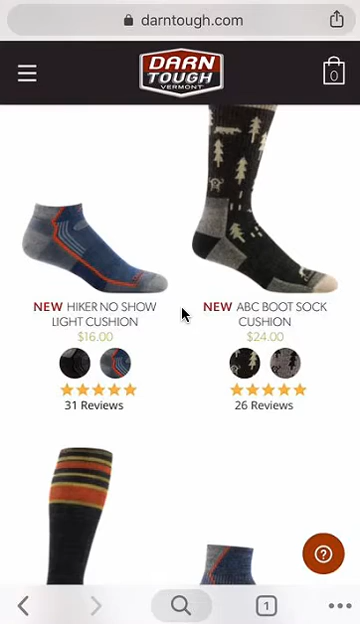 darntough.com
DARN
TOUGH
VERMONT
0
NEW HIKER NO SHOW
LIGHT CUSHION
$16.00
31 Reviews
NEW ABC BOOT SOCK
CUSHION
$24.00
26 Reviews
?
1